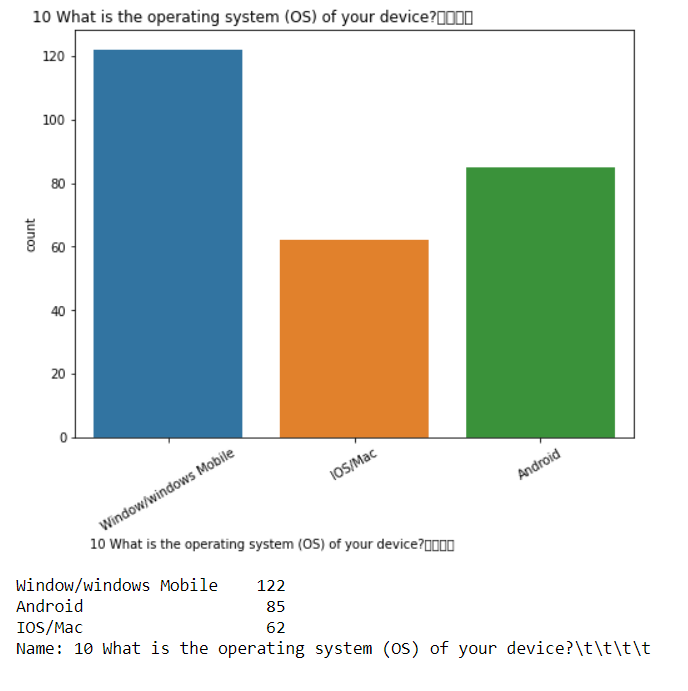 10 What is the operating system (OS) of your device?□□□□
120
100
80
60
40
20
0
count
Window/windows Mobile
IOS/Mac
Android
10 What is the operating system (OS) of your device?□□□□
Window/windows Mobile    122
Android                   85
IOS/Mac                   62
Name: 10 What is the operating system (OS) of your device?\t\t\t\t